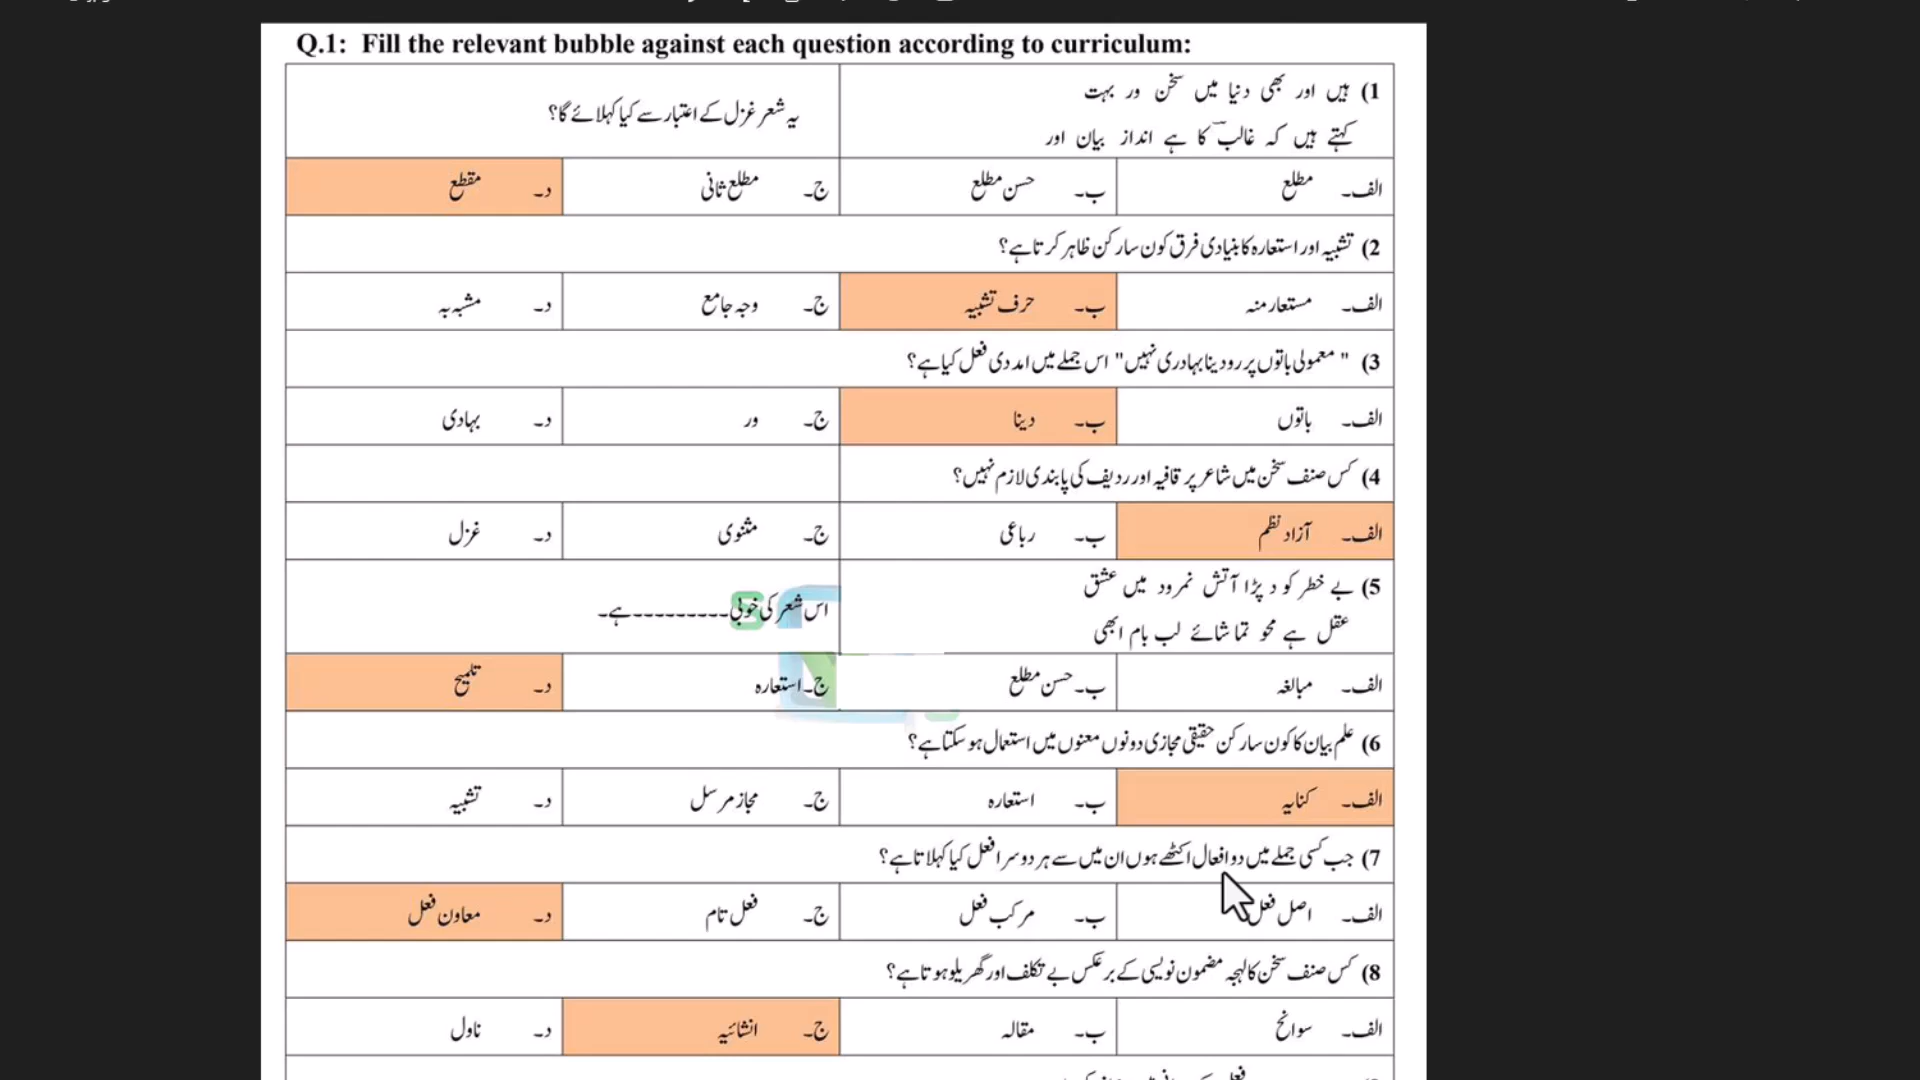 Q.1: Fill the relevant bubble against each question according to curriculum:
1) ہیں اور بھی دنیا میں سخن ور بہت
کہتے ہیں کہ غالبؔ کا ہے انداز بیان اور
یہ شعر غزل کے اعتبار سے کیا کہلائے گا؟
الف۔ مطلع ب۔ حسن مطلع ج۔ مطلع ثانی د۔ مقطع
2) تشبیہ اور استعارہ کا بنیادی فرق کون سا رکن ظاہر کرتا ہے؟
الف۔ مستعار منہ ب۔ حرف تشبیہ ج۔ وجہ جامع د۔ مشبہ بہ
3) " معمولی باتوں پر رو دینا بہادری نہیں" اس جملے میں امددی فعل کیا ہے؟
الف۔ باتوں ب۔ دینا ج۔ ور د۔ بہادی
4) کس صنف سخن میں شاعر پر قافیہ اور ردیف کی پابندی لازم نہیں؟
الف۔ آزاد نظم ب۔ رباعی ج۔ مثنوی د۔ غزل
5) بے خطر کو د پڑا آتش نمرود میں عشق
عقل ہے محو تماشائے لب بام ابھی
اس شعر کی خوبی----------ہے۔
الف۔ مبالغہ ب۔ حسن مطلع ج۔ استعارہ د۔ تلمیح
6) علم بیان کا کون سا رکن حقیقی مجازی دونوں معنوں میں استعمال ہو سکتا ہے؟
الف۔ کنایہ ب۔ استعارہ ج۔ مجاز مرسل د۔ تشبیہ
7) جب کسی جملے میں دو افعال اکٹھے ہوں ان میں سے ہر دوسرا فعل کیا کہلاتا ہے؟
الف۔ اصل فعل ب۔ مرکب فعل ج۔ فعل تام د۔ معاون فعل
8) کس صنف سخن کا لہجہ مضمون نویسی کے برعکس بے تکلف اور گھریلو ہوتا ہے؟
الف۔ سوانح ب۔ مقالہ ج۔ انشائیہ د۔ ناول